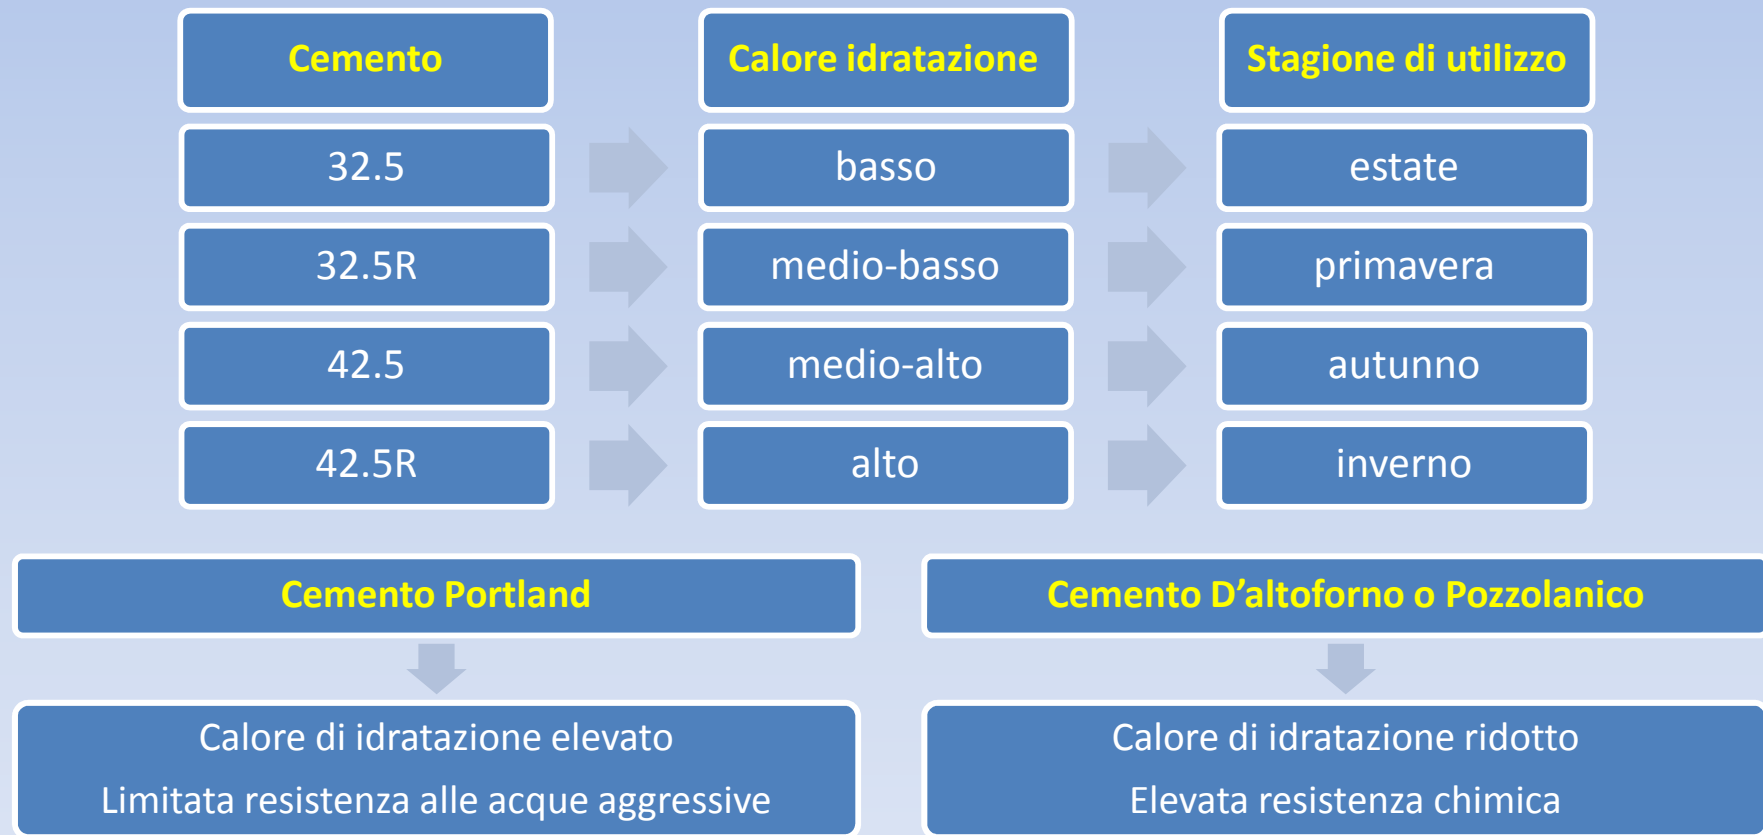 Cemento
Calore idratazione
Stagione di utilizzo
32.5
basso
estate
32.5R
medio-basso
primavera
42.5
medio-alto
autunno
42.5R
alto
inverno
Cemento Portland
Cemento D’altoforno o Pozzolanico
Calore di idratazione elevato
Limitata resistenza alle acque aggressive
Calore di idratazione ridotto
Elevata resistenza chimica